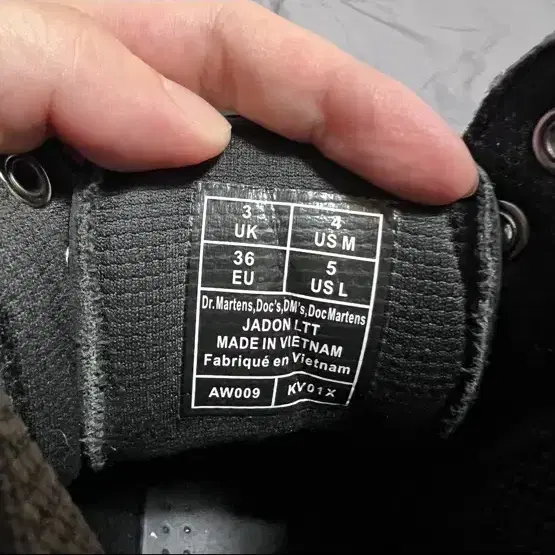 3
UK
4
US M
36
EU
5
US L
Dr.Martens,Doc's,DM's,DocMartens
JADON LTT
MADE IN VIETNAM
Fabriqué en Vietnam
AW009
KV01X